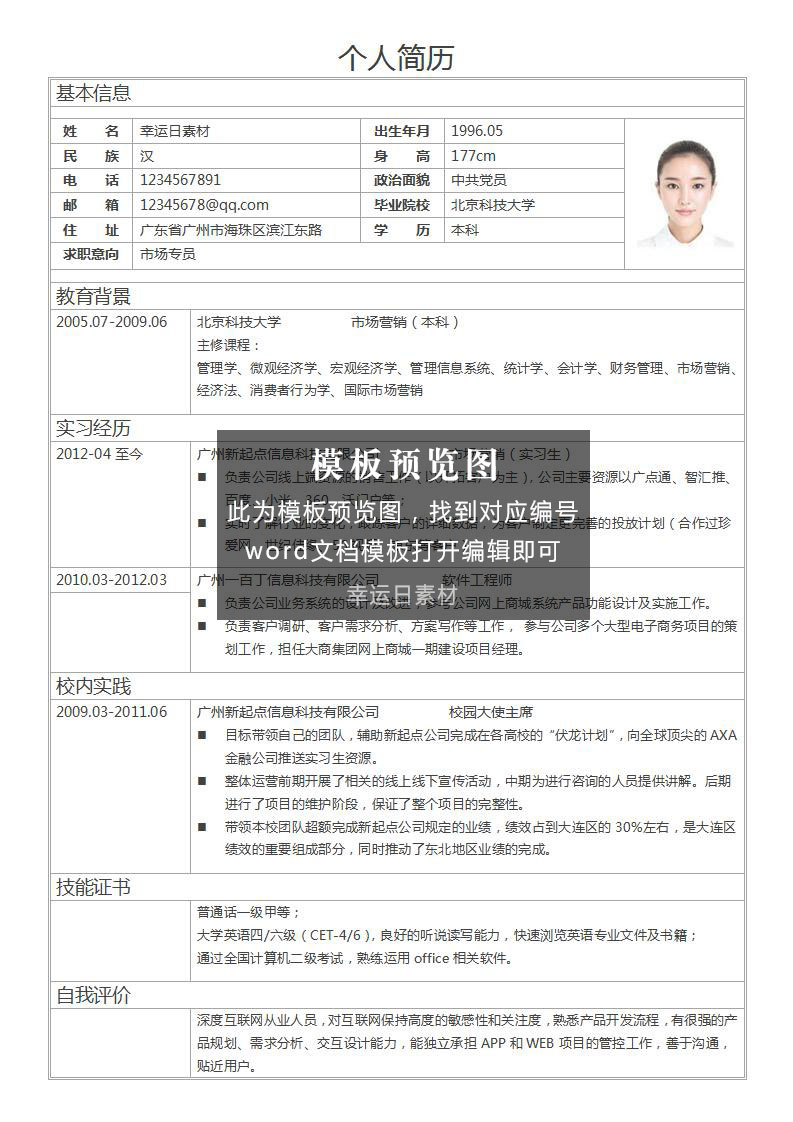 个人简历
基本信息
姓 名 幸运日素材 出生年月 1996.05
民 族 汉 身 高 177cm
电 话 1234567891 政治面貌 中共党员
邮 箱 12345678@qq.com 毕业院校 北京科技大学
住 址 广东省广州市海珠区滨江东路 学 历 本科
求职意向 市场专员
教育背景
2005.07-2009.06 北京科技大学 市场营销（本科）
主修课程：
管理学、微观经济学、宏观经济学、管理信息系统、统计学、会计学、财务管理、市场营销、
经济法、消费者行为学、国际市场营销
实习经历
2012-04 至今 广州新起点信息科技 销（实习生）
■ 负责公司线上 为主），公司主要资源以广点通、智汇推、
模板预览图
此为模板预览图，找到对应编号
■ 完善的投放计划（合作过珍
爱网
word文档模板打开编辑即可
2010.03-2012.03 广州一百丁信息科技有限公司 软件工程师
幸运日素材
■ 负责公司业务系统的设计及改进 参与公司网上商城系统产品功能设计及实施工作。
■ 负责客户调研、客户需求分析、方案写作等工作， 参与公司多个大型电子商务项目的策
划工作，担任大商集团网上商城一期建设项目经理。
校内实践
2009.03-2011.06 广州新起点信息科技有限公司 校园大使主席
■ 目标带领自己的团队，辅助新起点公司完成在各高校的“伏龙计划”，向全球顶尖的 AXA
金融公司推送实习生资源。
■ 整体运营前期开展了相关的线上线下宣传活动，中期为进行咨询的人员提供讲解。后期
进行了项目的维护阶段，保证了整个项目的完整性。
■ 带领本校团队超额完成新起点公司规定的业绩，绩效占到大连区的 30%左右，是大连区
绩效的重要组成部分，同时推动了东北地区业绩的完成。
技能证书
普通话一级甲等；
大学英语四/六级（CET-4/6），良好的听说读写能力，快速浏览英语专业文件及书籍；
通过全国计算机二级考试，熟练运用 office 相关软件。
自我评价
深度互联网从业人员，对互联网保持高度的敏感性和关注度，熟悉产品开发流程，有很强的产
品规划、需求分析、交互设计能力，能独立承担 APP 和 WEB 项目的管控工作，善于沟通，
贴近用户。